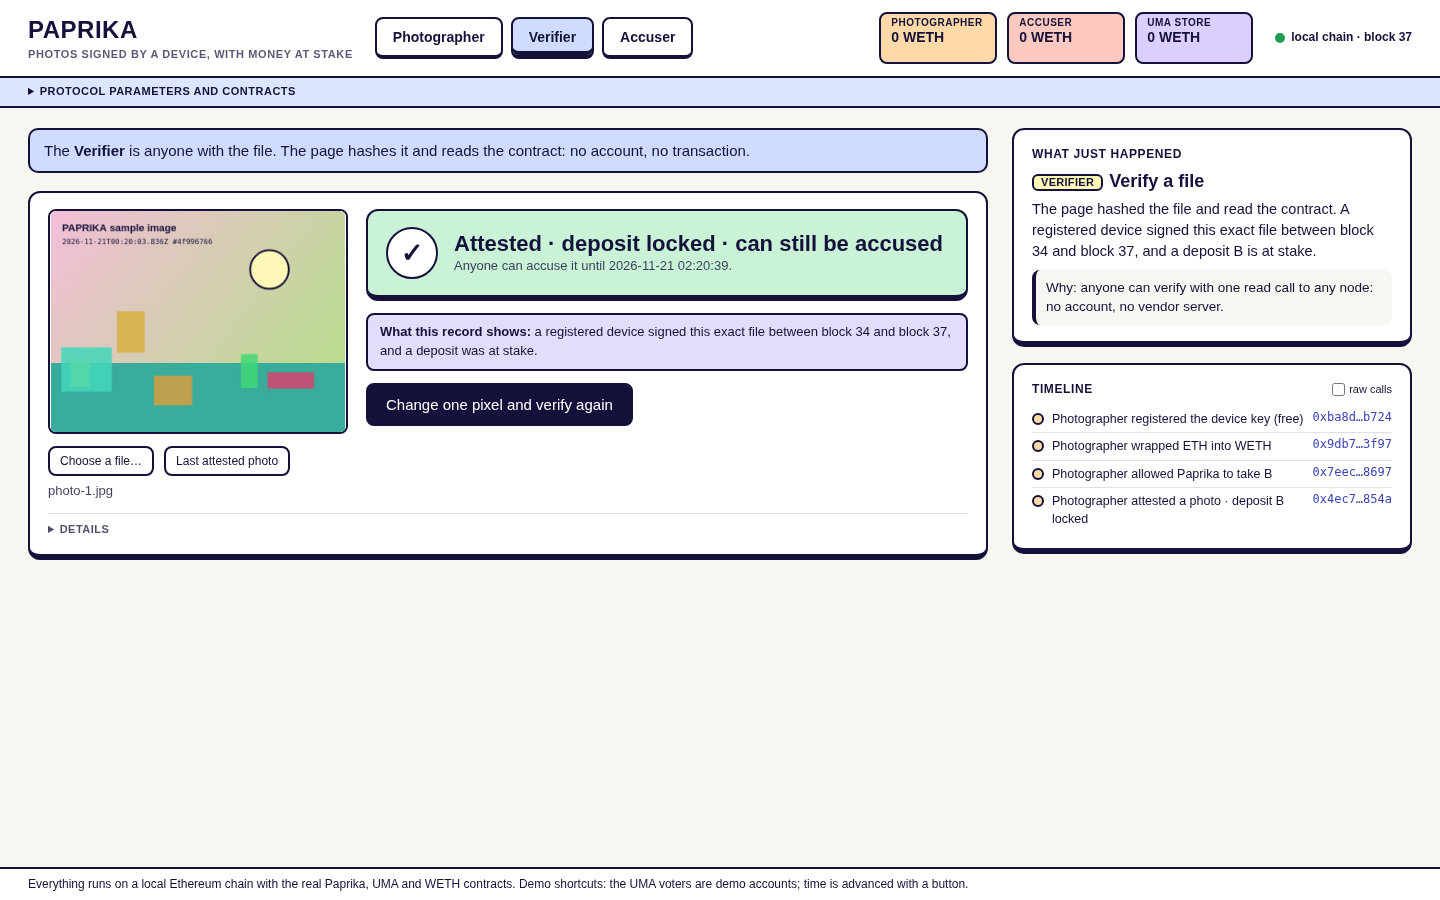 PAPRIKA
PHOTOS SIGNED BY A DEVICE, WITH MONEY AT STAKE
Photographer
Verifier
Accuser
PHOTOGRAPHER
0 WETH
ACCUSER
0 WETH
UMA STORE
0 WETH
local chain · block 37
PROTOCOL PARAMETERS AND CONTRACTS
The Verifier is anyone with the file. The page hashes it and reads the contract: no account, no transaction.
PAPRIKA sample image
2026-11-21T00:20:03.836Z #4f996766
✓
Attested · deposit locked · can still be accused
Anyone can accuse it until 2026-11-21 02:20:39.
What this record shows: a registered device signed this exact file between block 34 and block 37,
and a deposit was at stake.
Change one pixel and verify again
Choose a file…
Last attested photo
photo-1.jpg
DETAILS
WHAT JUST HAPPENED
VERIFIER Verify a file
The page hashed the file and read the contract. A
registered device signed this exact file between block
34 and block 37, and a deposit B is at stake.
Why: anyone can verify with one read call to any node:
no account, no vendor server.
TIMELINE
raw calls
Photographer registered the device key (free) 0xba8d…b724
Photographer wrapped ETH into WETH 0x9db7…3f97
Photographer allowed Paprika to take B 0x7eec…8697
Photographer attested a photo · deposit B 0x4ec7…854a
locked
Everything runs on a local Ethereum chain with the real Paprika, UMA and WETH contracts. Demo shortcuts: the UMA voters are demo accounts; time is advanced with a button.